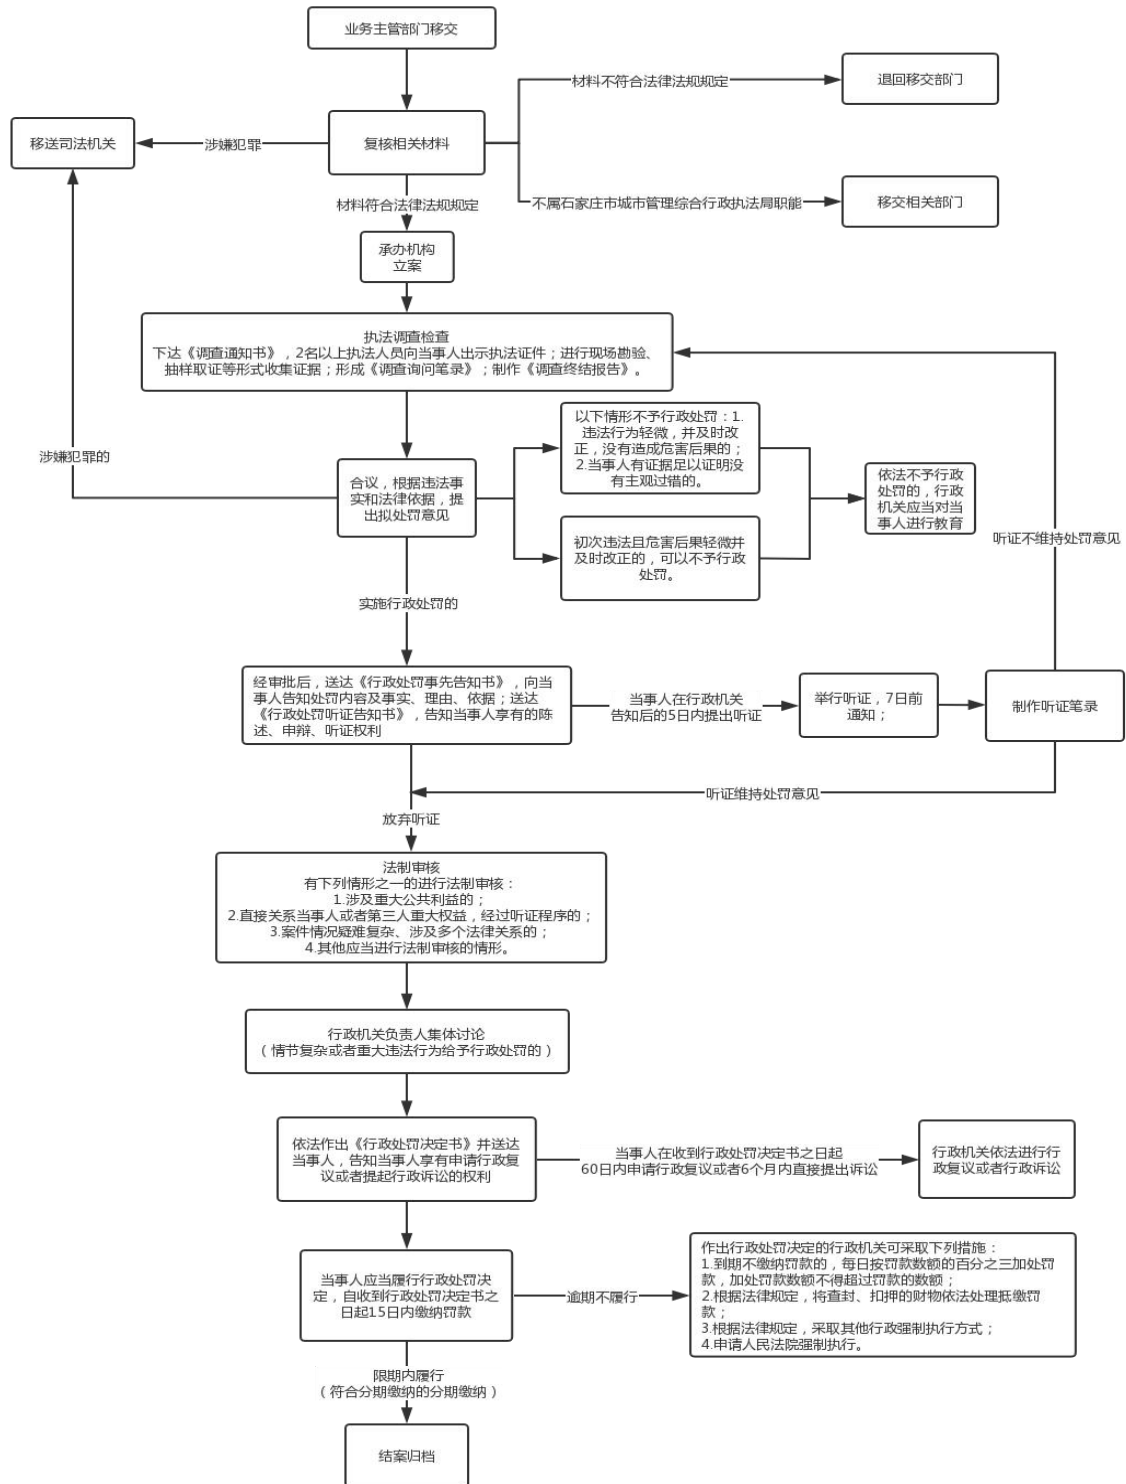 业务主管部门移交
材料不符合法律法规规定
退回移交部门
移送司法机关
涉嫌犯罪
复核相关材料
不属石家庄市城市管理综合行政执法局职能
移交相关部门
材料符合法律法规规定
承办机构
立案
执法调查检查
下达《调查通知书》，2名以上执法人员向当事人出示执法证件；进行现场勘验、
抽样取证等形式收集证据；形成《调查询问笔录》；制作《调查终结报告》。
涉嫌犯罪的
合议，根据违法事
实和法律依据，提
出拟处罚意见
以下情形不予行政处罚：1.
违法行为轻微，并及时改
正，没有造成危害后果的；
2.当事人有证据足以证明没
有主观过错的。
初次违法且危害后果轻微并
及时改正的，可以不予行政
处罚。
依法不予行政
处罚的，行政
机关应当对当
事人进行教育
听证不维持处罚意见
实施行政处罚的
经审批后，送达《行政处罚事先告知书》，向当
事人告知处罚内容及事实、理由、依据；送达
《行政处罚听证告知书》，告知当事人享有的陈
述、申辩、听证权利
当事人在行政机关
告知后的5日内提出听证
举行听证，7日前
通知；
制作听证笔录
听证维持处罚意见
放弃听证
法制审核
有下列情形之一的进行法制审核：
1.涉及重大公共利益的；
2.直接关系当事人或者第三人重大权益，经过听证程序的；
3.案件情况疑难复杂、涉及多个法律关系的；
4.其他应当进行法制审核的情形。
行政机关负责人集体讨论
（情节复杂或者重大违法行为给予行政处罚的）
依法作出《行政处罚决定书》并送达
当事人，告知当事人享有申请行政复
议或者提起行政诉讼的权利
当事人在收到行政处罚决定书之日起
60日内申请行政复议或者6个月内直接提出诉讼
行政机关依法进行行
政复议或者行政诉讼
当事人应当履行行政处罚决
定，自收到行政处罚决定书之
日起15日内缴纳罚款
逾期不履行
作出行政处罚决定的行政机关可采取下列措施：
1.到期不缴纳罚款的，每日按罚款数额的百分之三加处罚
款，加处罚款数额不得超过罚款的数额；
2.根据法律规定，将查封、扣押的财物依法处理抵缴罚
款；
3.根据法律规定，采取其他行政强制执行方式；
4.申请人民法院强制执行。
限期内履行
（符合分期缴纳的分期缴纳）
结案归档